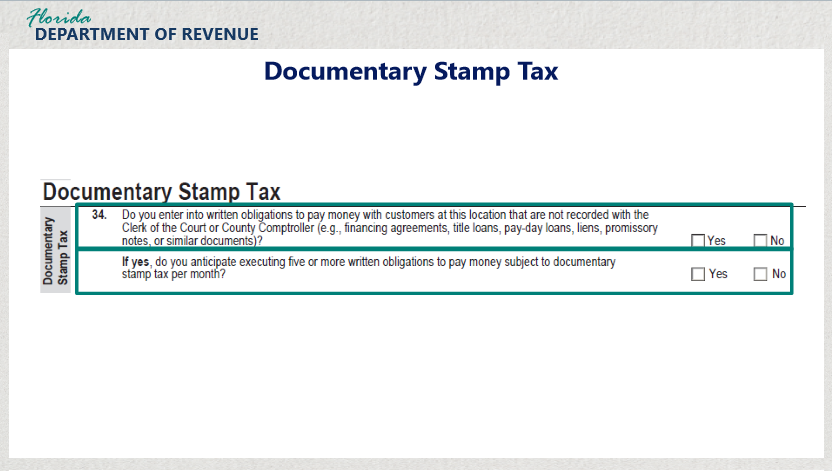 Florida
DEPARTMENT OF REVENUE
Documentary Stamp Tax
Documentary Stamp Tax
Documentary
Stamp Tax
34. Do you enter into written obligations to pay money with customers at this location that are not recorded with the
Clerk of the Court or County Comptroller (e.g., financing agreements, title loans, pay-day loans, liens, promissory
notes, or similar documents)? Yes No
If yes, do you anticipate executing five or more written obligations to pay money subject to documentary
stamp tax per month? Yes No